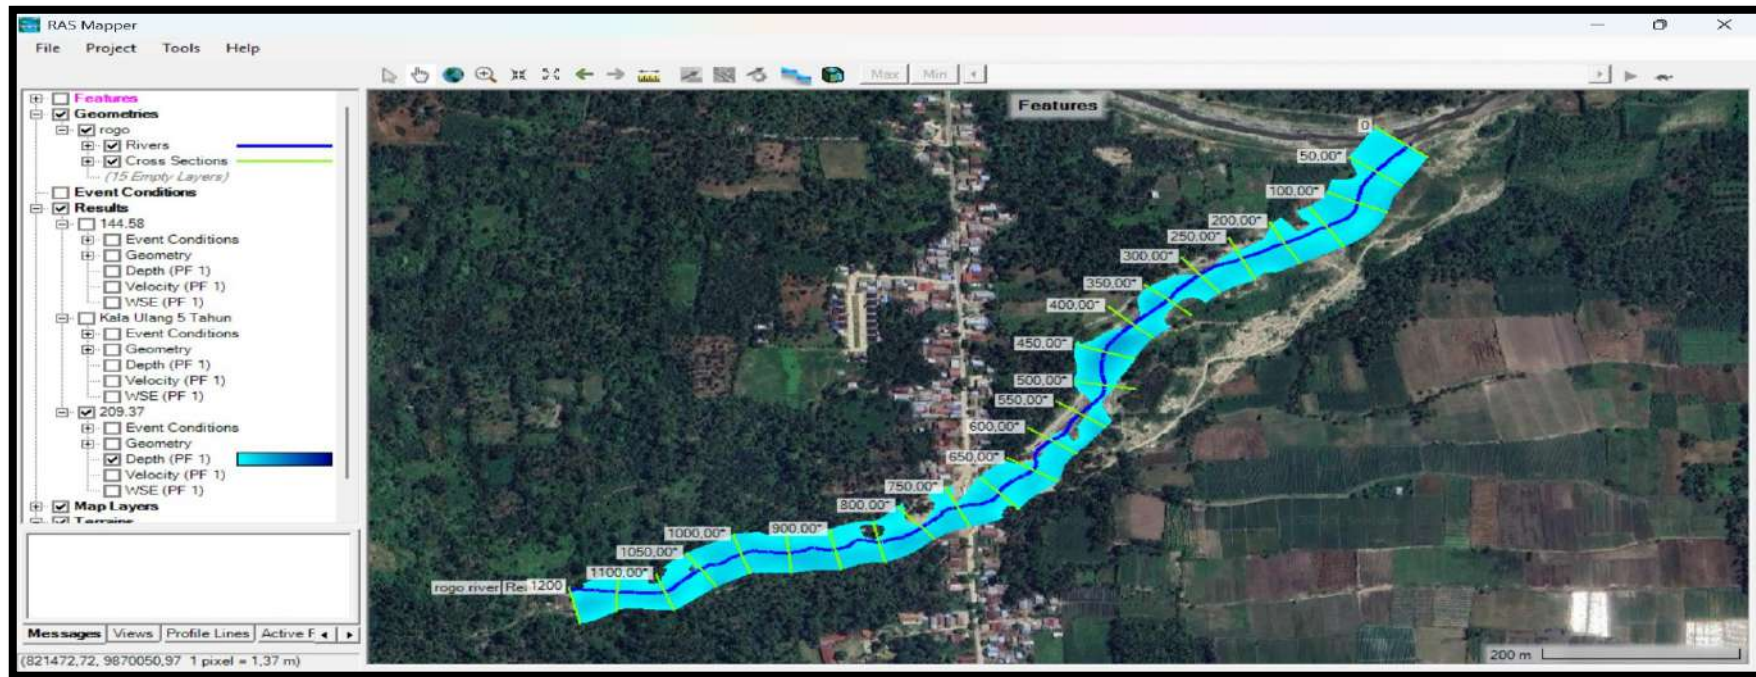 RAS Mapper
File Project Tools Help
Max Min
Features
Geometries
rogo
Rivers
Cross Sections
(15 Empty Layers)
Event Conditions
Results
144.58
Event Conditions
Geometry
Depth (PF 1)
Velocity (PF 1)
WSE (PF 1)
Kala Ulang 5 Tahun
Event Conditions
Geometry
Depth (PF 1)
Velocity (PF 1)
WSE (PF 1)
209.37
Event Conditions
Geometry
Depth (PF 1)
Velocity (PF 1)
WSE (PF 1)
Map Layers
Terrains
Messages Views Profile Lines Active F
(821472,72, 9870050,97 1 pixel = 1,37 m)
Features
0
50,00*
100,00*
200,00*
250,00*
300,00*
350,00*
400,00*
450,00*
500,00*
550,00*
600,00*
650,00*
750,00*
800,00*
900,00*
1000,00*
1050,00*
1100,00*
rogo river Re 1200
200 m